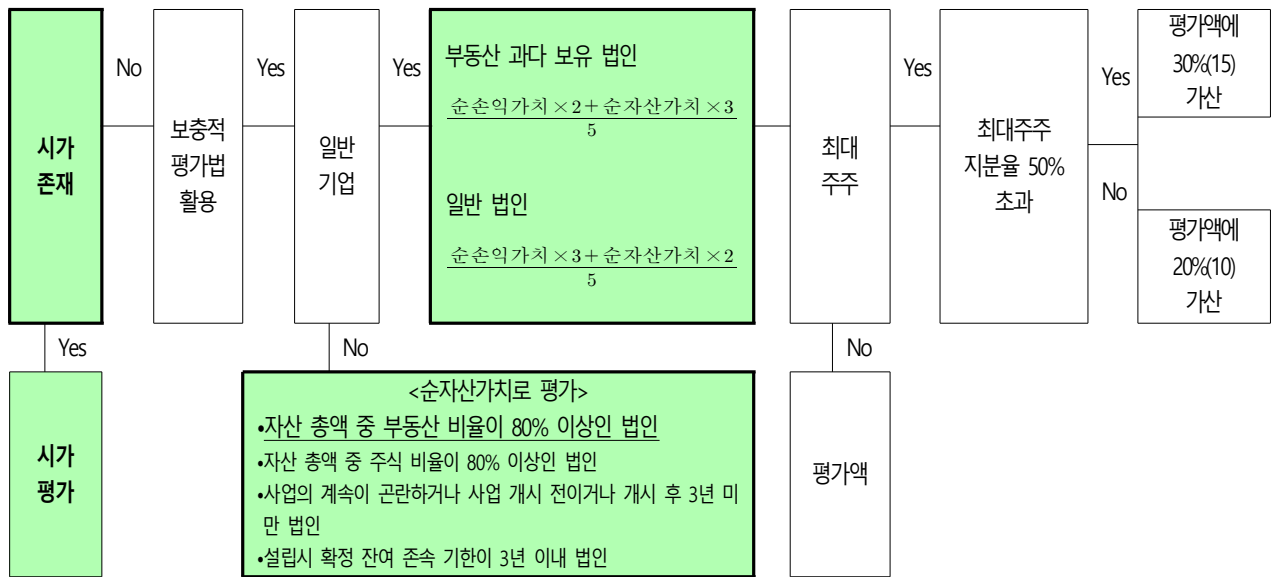 시가
존재
No
보충적
평가법
활용
Yes
일반
기업
Yes
부동산 과다 보유 법인
순손익가치×2+순자산가치×3
5
일반 법인
순손익가치×3+순자산가치×2
5
최대
주주
Yes
최대주주
지분율 50%
초과
Yes
평가액에
30%(15)
가산
No
평가액에
20%(10)
가산
Yes
시가
평가
No
<순자산가치로 평가>
•자산 총액 중 부동산 비율이 80% 이상인 법인
•자산 총액 중 주식 비율이 80% 이상인 법인
•사업의 계속이 곤란하거나 사업 개시 전이거나 개시 후 3년 미
만 법인
•설립시 확정 잔여 존속 기한이 3년 이내 법인
No
평가액